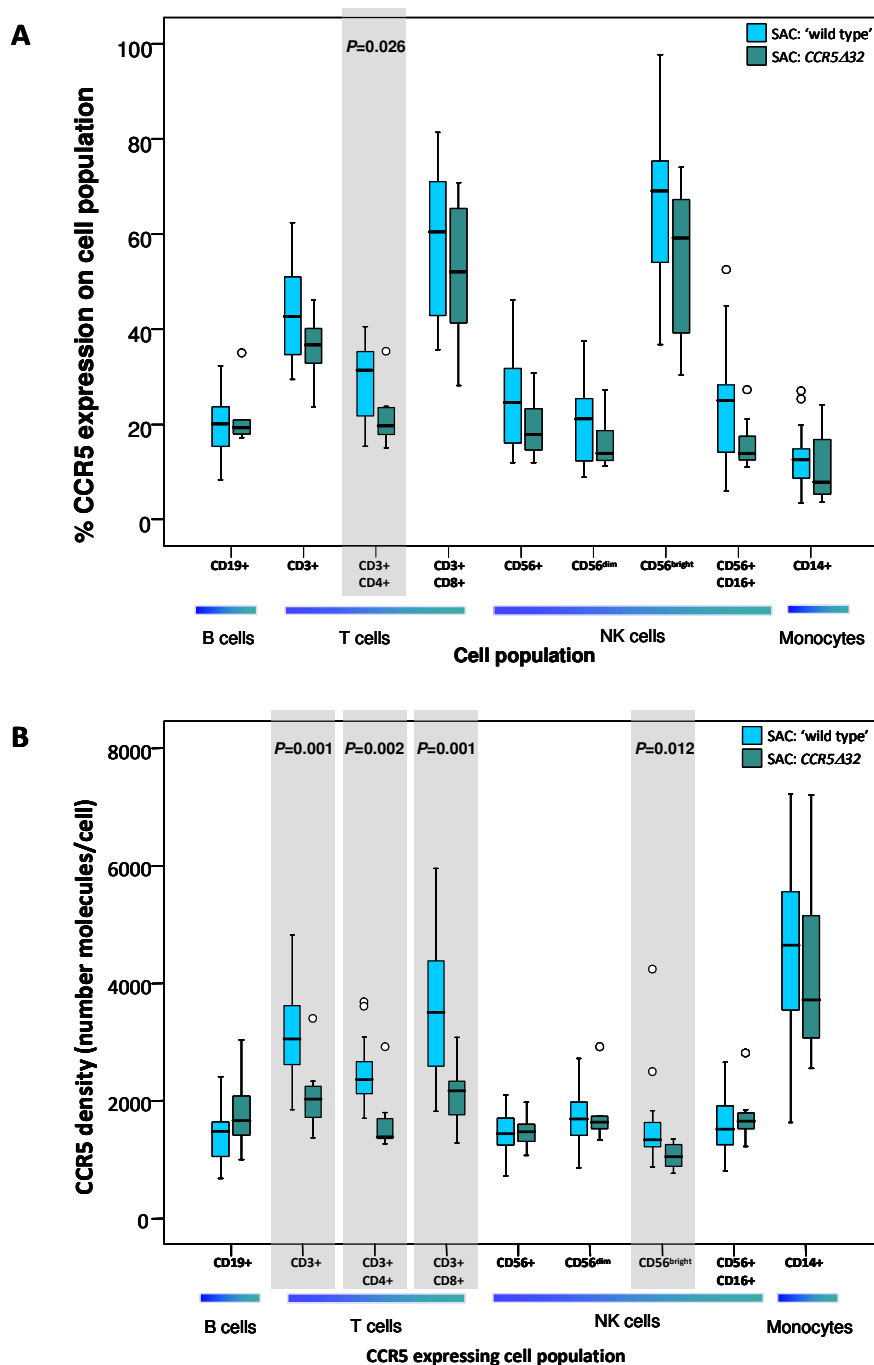 A
P=0.026
SAC: 'wild type'
SAC: CCR5Δ32
% CCR5 expression on cell population
100
80
60
40
20
0
CD19+
CD3+
CD3+
CD4+
CD3+
CD8+
CD56+
CD56dim
CD56bright
CD56+
CD16+
CD14+
B cells
T cells
NK cells
Monocytes
Cell population
B
P=0.001
P=0.002
P=0.001
P=0.012
SAC: 'wild type'
SAC: CCR5Δ32
CCR5 density (number molecules/cell)
8000
6000
4000
2000
0
CD19+
CD3+
CD3+
CD4+
CD3+
CD8+
CD56+
CD56dim
CD56bright
CD56+
CD16+
CD14+
B cells
T cells
NK cells
Monocytes
CCR5 expressing cell population